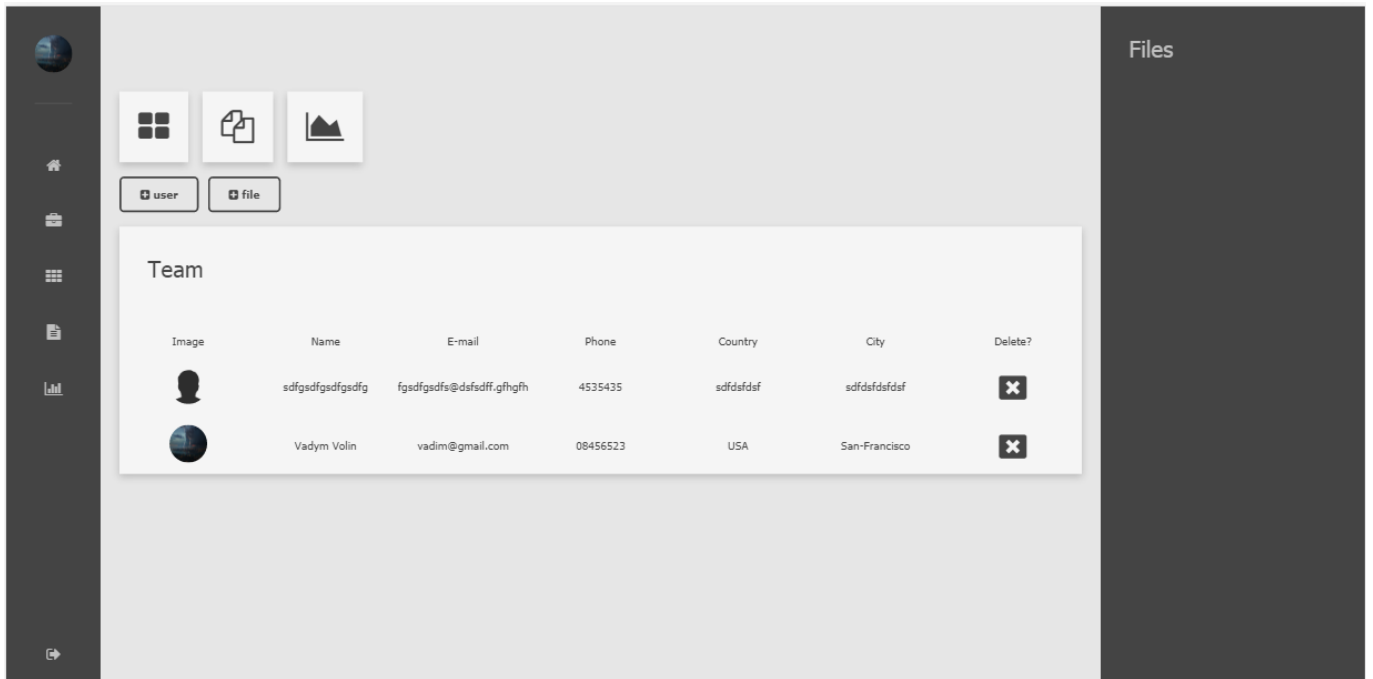 Files
user
file
Team
Image Name E-mail Phone Country City Delete?
sdfgsdfgsdfgsdfg fgsdfgsdfs@dsfsdff.gfhgfh 4535435 sdfdsfdsf sdfdsfdsfdsf
Vadym Volin vadim@gmail.com 08456523 USA San-Francisco